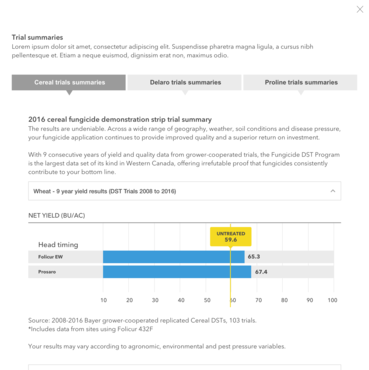 Trial summaries
Lorem ipsum dolor sit amet, consectetur adipiscing elit. Suspendisse pharetra magna ligula, a cursus nibh
pellentesque et. Etiam a neque euismod, dignissim erat non, maximus odio.
Cereal trials summaries
Delaro trials summaries
Proline trials summaries
2016 cereal fungicide demonstration strip trial summary
The results are undeniable. Across a wide range of geography, weather, soil conditions and disease pressure,
your fungicide application continues to provide improved quality and a superior return on investment.
With 9 consecutive years of yield and quality data from grower-cooperated trials, the Fungicide DST Program
is the largest data set of its kind in Western Canada, offering irrefutable proof that fungicides consistently
contribute to your bottom line.
Wheat - 9 year yield results (DST Trials 2008 to 2016)
NET YIELD (BU/AC)
UNTREATED
59.6
Head timing
Folicur EW
65.3
Prosaro
67.4
10 20 30 40 50 60 70 80 90 100
Source: 2008-2016 Bayer grower-cooperated replicated Cereal DSTs, 103 trials.
*Includes data from sites using Folicur 432F
Your results may vary according to agronomic, environmental and pest pressure variables.